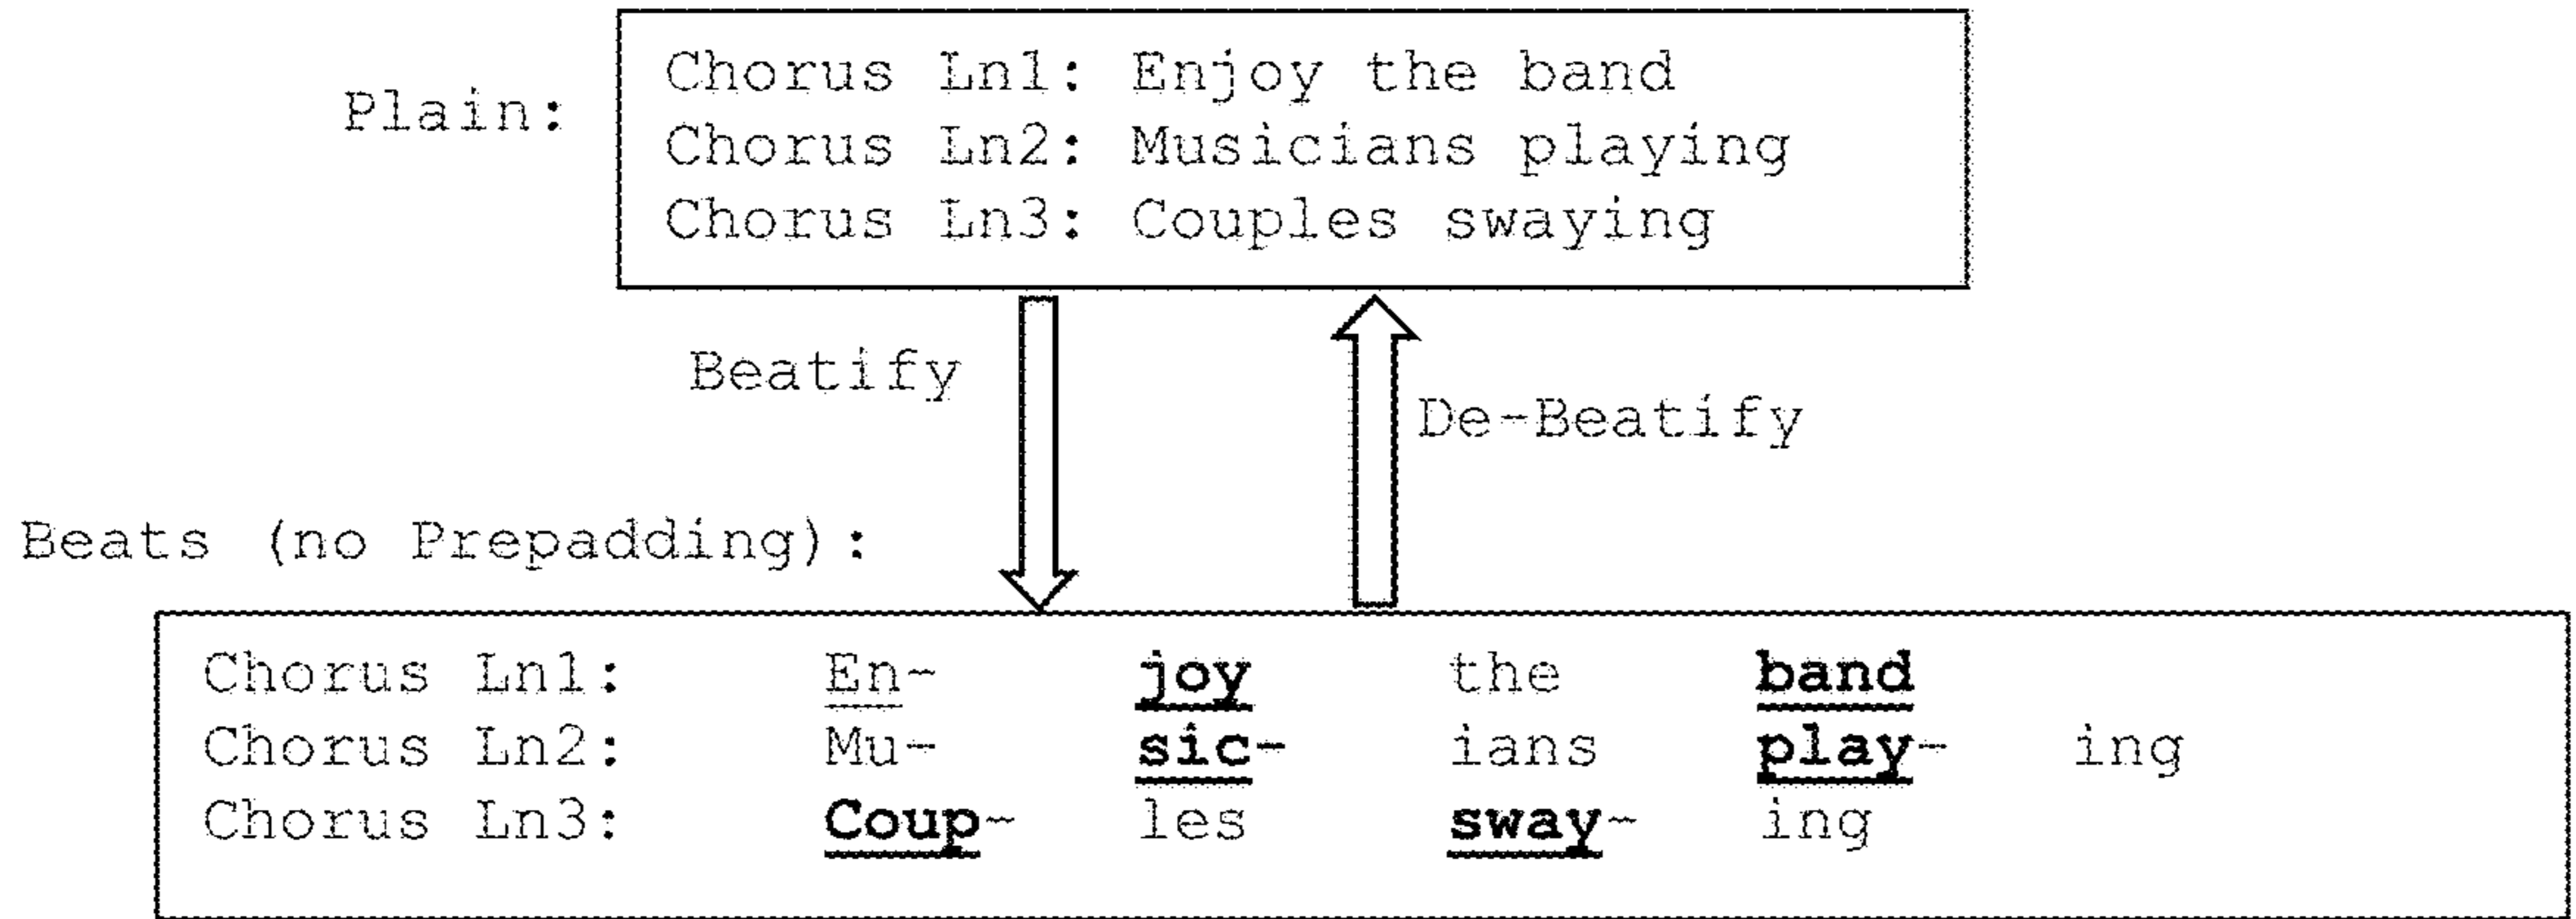 Plain:
Chorus Ln1: Enjoy the band
Chorus Ln2: Musicians playing
Chorus Ln3: Couples swaying
Beatify
De-Beatify
Beats (no Prepadding):
Chorus Ln1: En- joy the band
Chorus Ln2: Mu- sic- ians play- ing
Chorus Ln3: Coup- les sway- ing